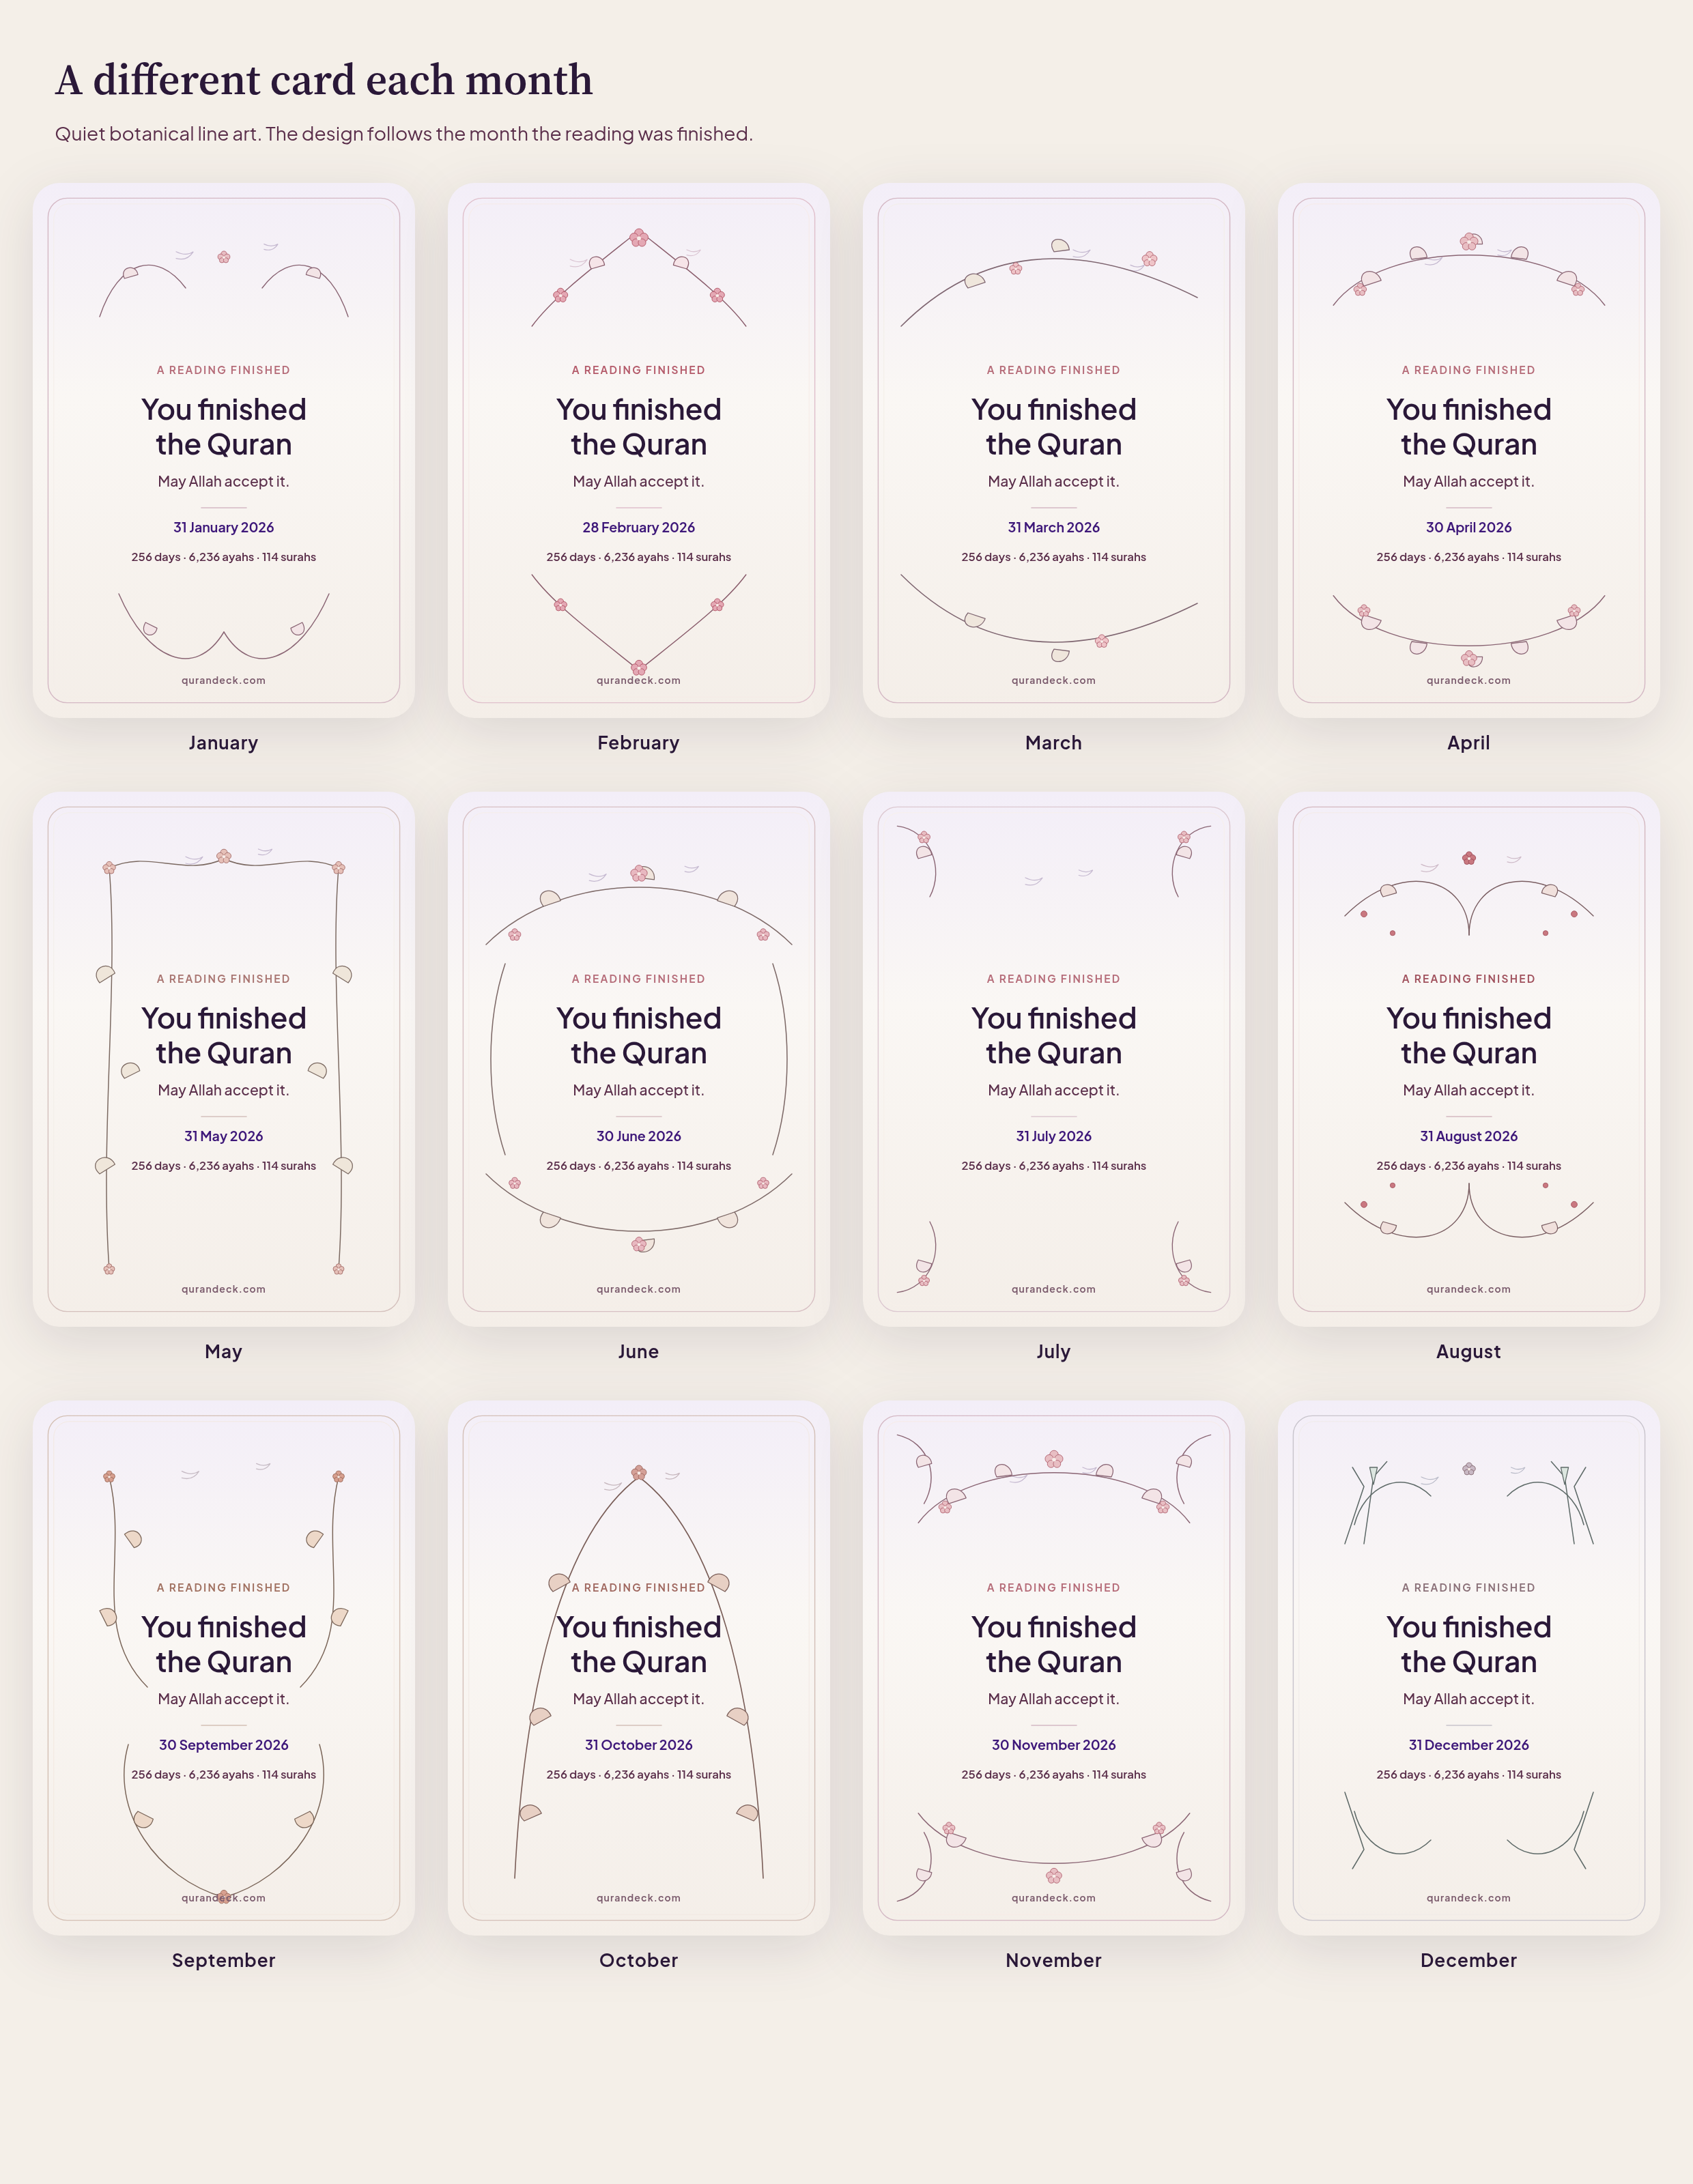 A different card each month
Quiet botanical line art. The design follows the month the reading was finished.
A READING FINISHED
You finished
the Quran
May Allah accept it.
31 January 2026
256 days · 6,236 ayahs · 114 surahs
qurandeck.com
January
A READING FINISHED
You finished
the Quran
May Allah accept it.
28 February 2026
256 days · 6,236 ayahs · 114 surahs
qurandeck.com
February
A READING FINISHED
You finished
the Quran
May Allah accept it.
31 March 2026
256 days · 6,236 ayahs · 114 surahs
qurandeck.com
March
A READING FINISHED
You finished
the Quran
May Allah accept it.
30 April 2026
256 days · 6,236 ayahs · 114 surahs
qurandeck.com
April
A READING FINISHED
You finished
the Quran
May Allah accept it.
31 May 2026
256 days · 6,236 ayahs · 114 surahs
qurandeck.com
May
A READING FINISHED
You finished
the Quran
May Allah accept it.
30 June 2026
256 days · 6,236 ayahs · 114 surahs
qurandeck.com
June
A READING FINISHED
You finished
the Quran
May Allah accept it.
31 July 2026
256 days · 6,236 ayahs · 114 surahs
qurandeck.com
July
A READING FINISHED
You finished
the Quran
May Allah accept it.
31 August 2026
256 days · 6,236 ayahs · 114 surahs
qurandeck.com
August
A READING FINISHED
You finished
the Quran
May Allah accept it.
30 September 2026
256 days · 6,236 ayahs · 114 surahs
qurandeck.com
September
A READING FINISHED
You finished
the Quran
May Allah accept it.
31 October 2026
256 days · 6,236 ayahs · 114 surahs
qurandeck.com
October
A READING FINISHED
You finished
the Quran
May Allah accept it.
30 November 2026
256 days · 6,236 ayahs · 114 surahs
qurandeck.com
November
A READING FINISHED
You finished
the Quran
May Allah accept it.
31 December 2026
256 days · 6,236 ayahs · 114 surahs
qurandeck.com
December